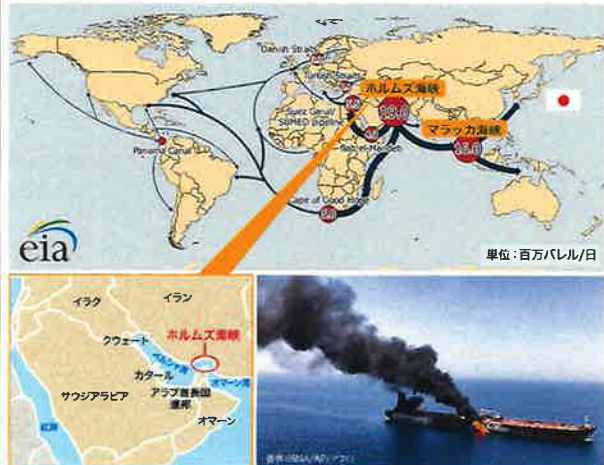 Danish Straits
Turkish Straits
ホルムズ海峡
Suez Canal/
SUMED pipeline
マラッカ海峡
Panama Canal
Bab el-Mandeb
Cape of Good Hope
eia
単位：百万バレル/日
イラク
イラン
クウェート
ホルムズ海峡
ペルシャ湾
カタール
オマーン湾
サウジアラビア
アラブ首長国
連邦
オマーン
紅海